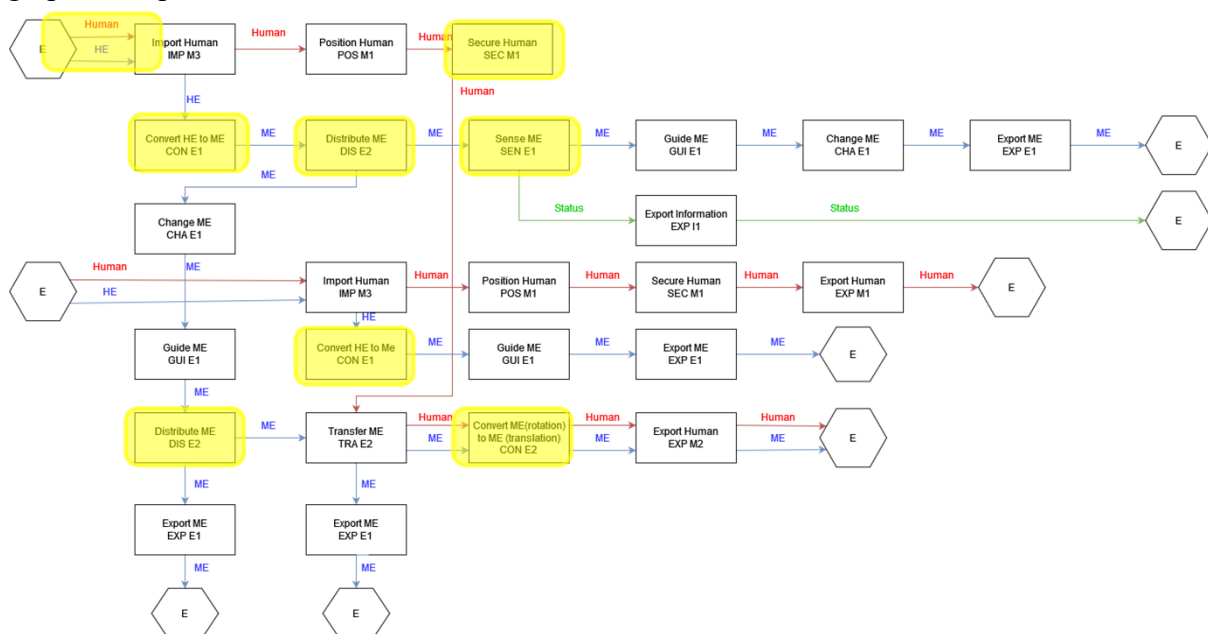 Human
HE
E
Import Human
IMP M3
Human
Position Human
POS M1
Human
Secure Human
SEC M1
Human
HE
Convert HE to ME
CON E1
ME
Distribute ME
DIS E2
ME
Sense ME
SEN E1
ME
Guide ME
GUI E1
ME
Change ME
CHA E1
ME
Export ME
EXP E1
ME
E
ME
Status
Export Information
EXP I1
Status
E
Change ME
CHA E1
ME
Human
HE
E
Import Human
IMP M3
Human
Position Human
POS M1
Human
Secure Human
SEC M1
Human
Export Human
EXP M1
Human
E
HE
Guide ME
GUI E1
Convert HE to Me
CON E1
ME
Guide ME
GUI E1
ME
Export ME
EXP E1
ME
E
ME
Distribute ME
DIS E2
ME
Transfer ME
TRA E2
Human
ME
Convert ME(rotation)
to ME (translation)
CON E2
Human
ME
Export Human
EXP M2
Human
ME
E
ME
ME
Export ME
EXP E1
Export ME
EXP E1
ME
ME
E
E